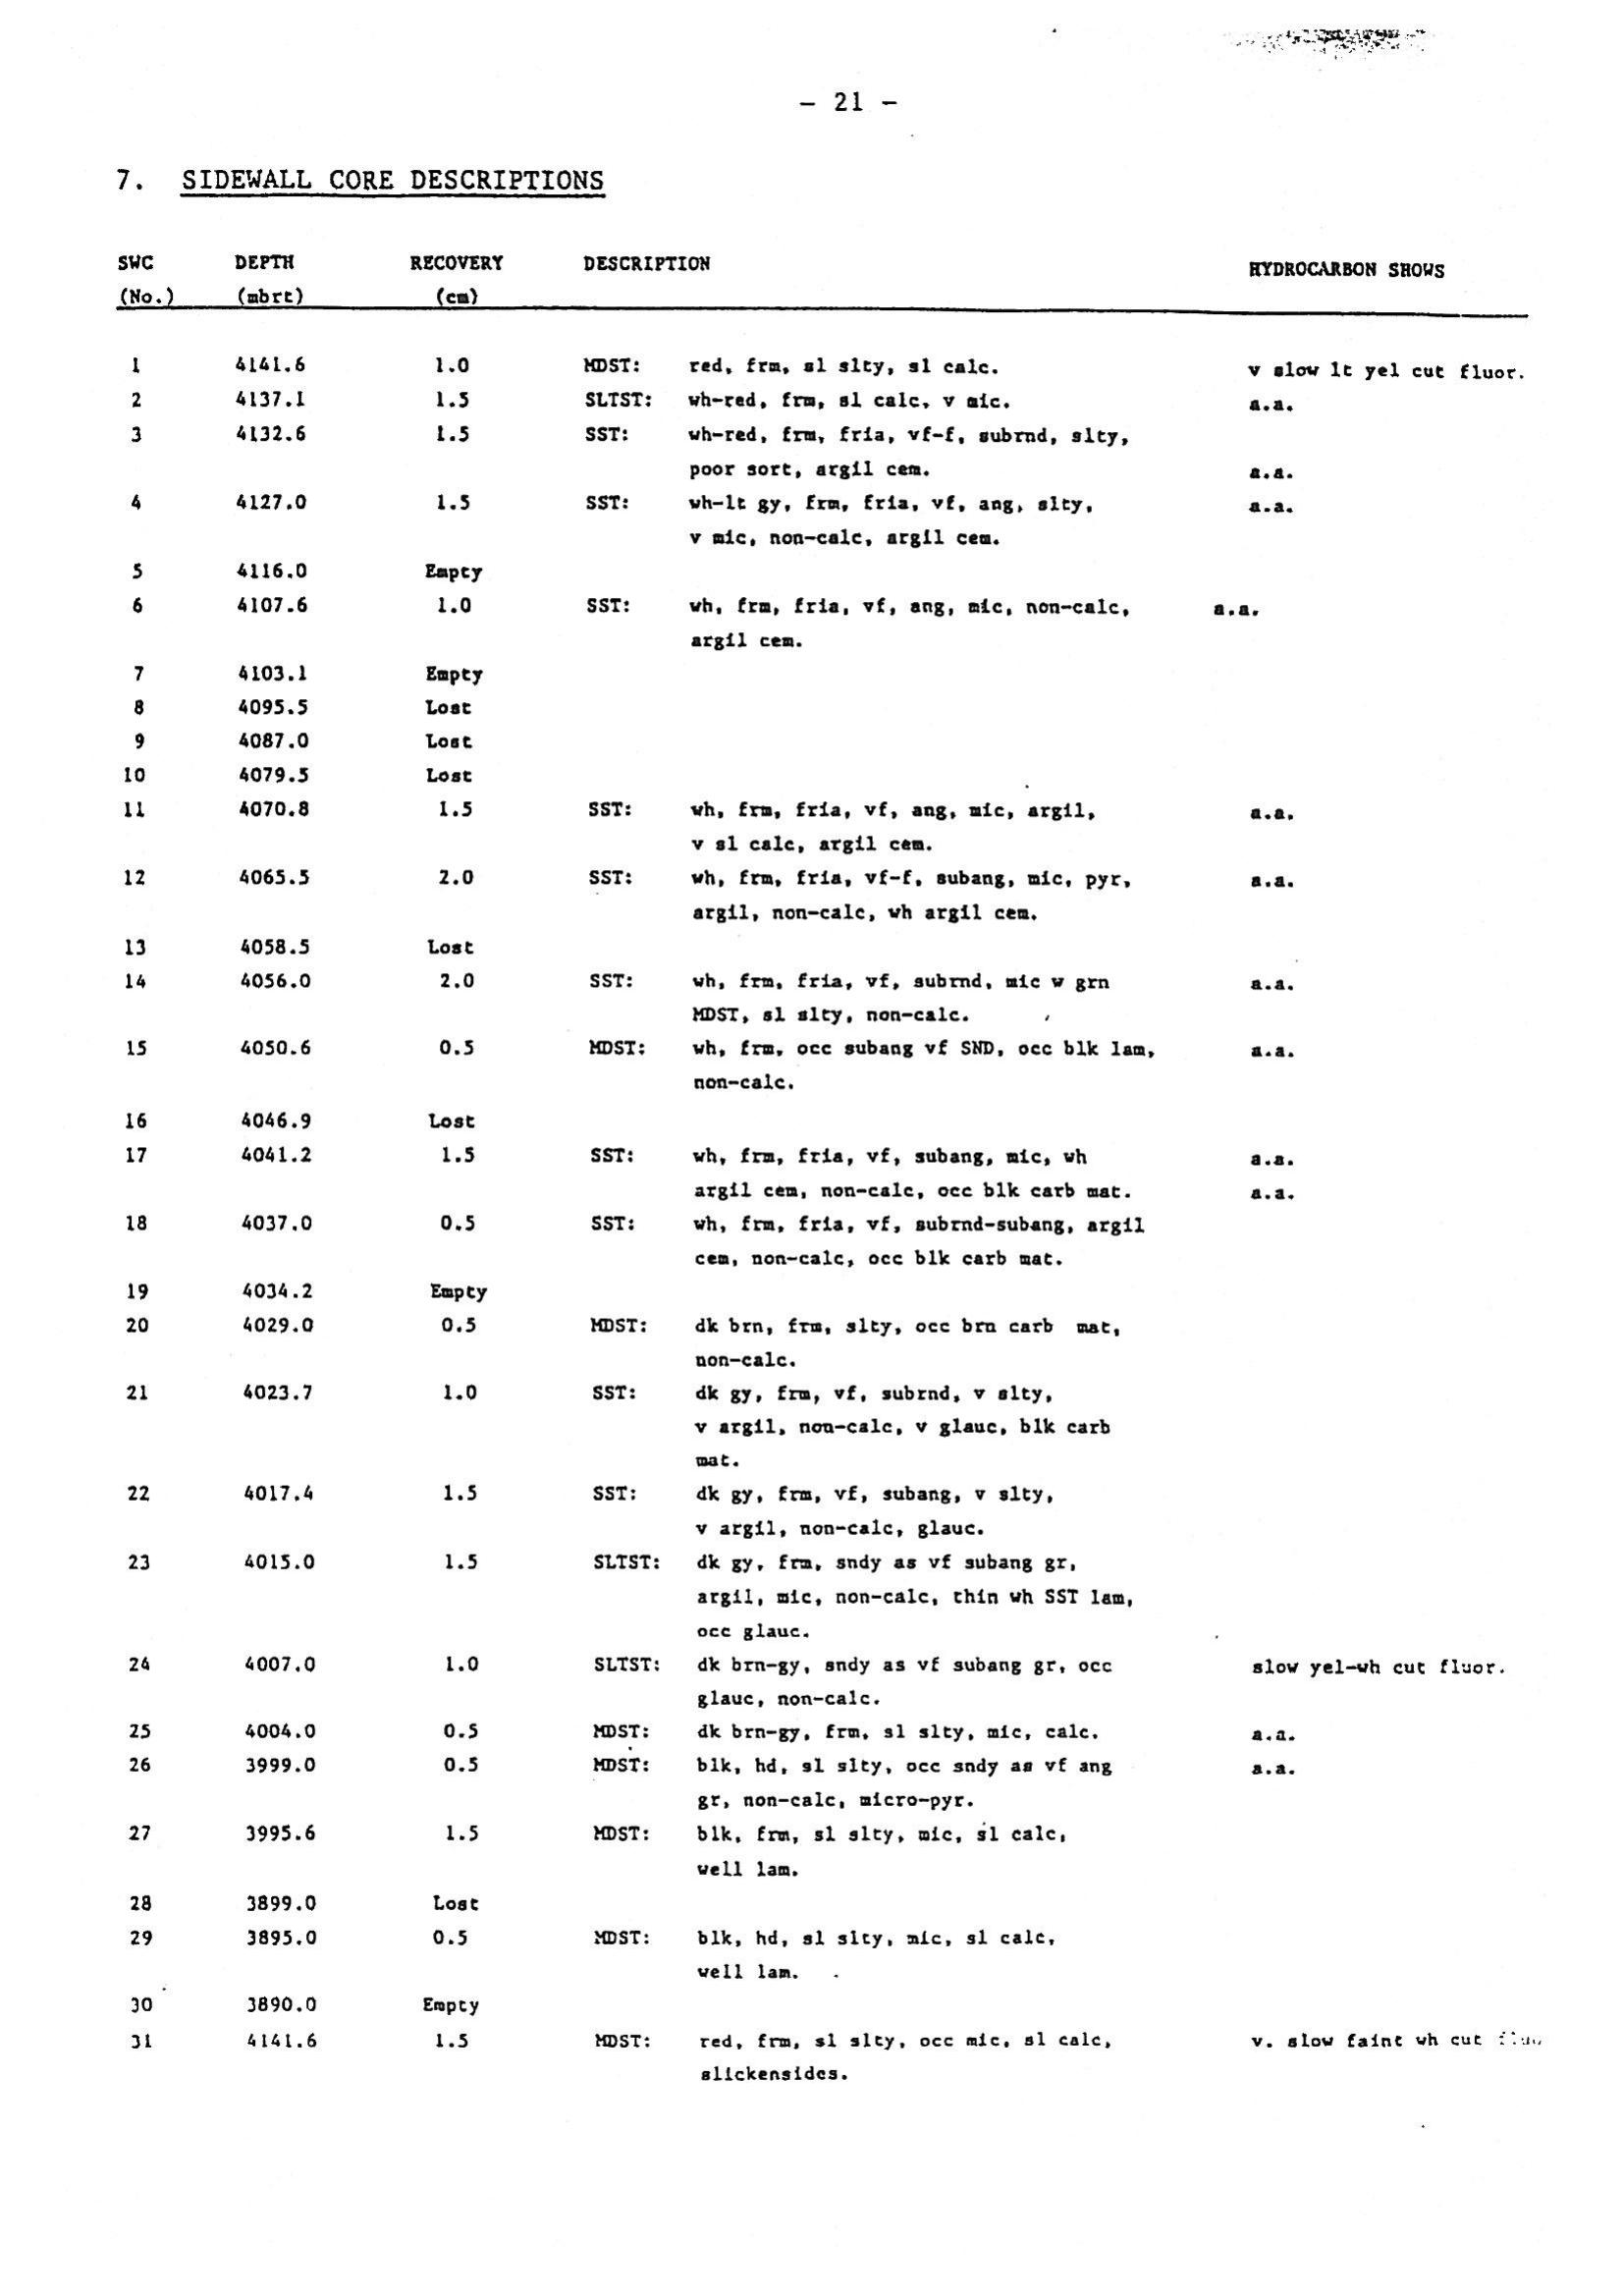 - 21 -
7. SIDEWALL CORE DESCRIPTIONS
SWC DEPTH RECOVERY DESCRIPTION HYDROCARBON SHOWS
(No.) (mbrt) (cm)
1 4141.6 1.0 MDST: red, frm, sl slty, sl calc. v slow lt yel cut fluor.
2 4137.1 1.5 SLTST: wh-red, frm, sl calc, v mic. a.a.
3 4132.6 1.5 SST: wh-red, frm, fria, vf-f, subrnd, slty,
poor sort, argil cem. a.a.
4 4127.0 1.5 SST: wh-lt gy, frm, fria, vf, ang, slty, a.a.
v mic, non-calc, argil cem.
5 4116.0 Empty
6 4107.6 1.0 SST: wh, frm, fria, vf, ang, mic, non-calc, a.a.
argil cem.
7 4103.1 Empty
8 4095.5 Lost
9 4087.0 Lost
10 4079.5 Lost
11 4070.8 1.5 SST: wh, frm, fria, vf, ang, mic, argil, a.a.
v sl calc, argil cem.
12 4065.5 2.0 SST: wh, frm, fria, vf-f, subang, mic, pyr, a.a.
argil, non-calc, wh argil cem.
13 4058.5 Lost
14 4056.0 2.0 SST: wh, frm, fria, vf, subrnd, mic w grn a.a.
MDST, sl slty, non-calc.
15 4050.6 0.5 MDST: wh, frm, occ subang vf SND, occ blk lam, a.a.
non-calc.
16 4046.9 Lost
17 4041.2 1.5 SST: wh, frm, fria, vf, subang, mic, wh a.a.
argil cem, non-calc, occ blk carb mat. a.a.
18 4037.0 0.5 SST: wh, frm, fria, vf, subrnd-subang, argil
cem, non-calc, occ blk carb mat.
19 4034.2 Empty
20 4029.0 0.5 MDST: dk brn, frm, slty, occ brn carb mat,
non-calc.
21 4023.7 1.0 SST: dk gy, frm, vf, subrnd, v slty,
v argil, non-calc, v glauc, blk carb
mat.
22 4017.4 1.5 SST: dk gy, frm, vf, subang, v slty,
v argil, non-calc, glauc.
23 4015.0 1.5 SLTST: dk gy, frm, sndy as vf subang gr,
argil, mic, non-calc, thin wh SST lam,
occ glauc.
24 4007.0 1.0 SLTST: dk brn-gy, sndy as vf subang gr, occ slow yel-wh cut fluor.
glauc, non-calc.
25 4004.0 0.5 MDST: dk brn-gy, frm, sl slty, mic, calc. a.a.
26 3999.0 0.5 MDST: blk, hd, sl slty, occ sndy as vf ang a.a.
gr, non-calc, micro-pyr.
27 3995.6 1.5 MDST: blk, frm, sl slty, mic, sl calc,
well lam.
28 3899.0 Lost
29 3895.0 0.5 MDST: blk, hd, sl slty, mic, sl calc,
well lam.
30 3890.0 Empty
31 4141.6 1.5 MDST: red, frm, sl slty, occ mic, sl calc, v. slow faint wh cut
slickensides.